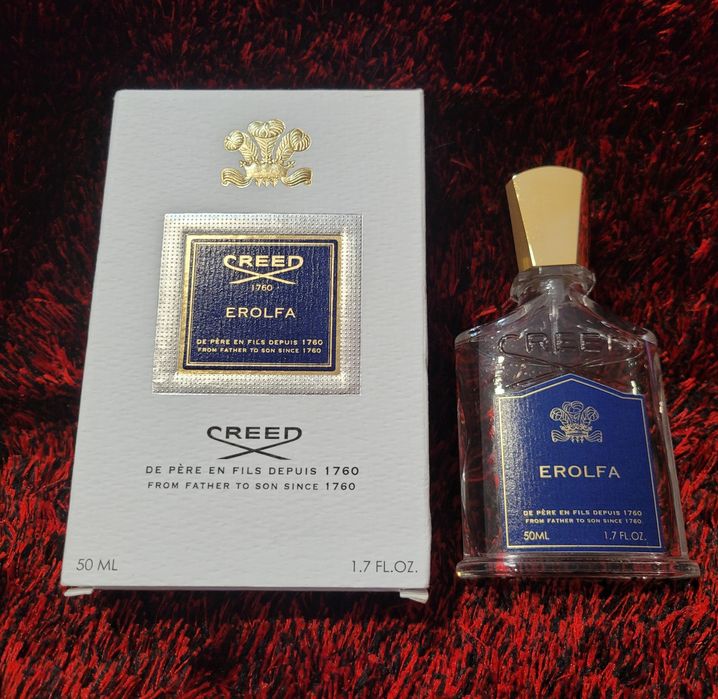 CREED
1760
EROLFA
DE PÈRE EN FILS DEPUIS 1760
FROM FATHER TO SON SINCE 1760
CREED
DE PÈRE EN FILS DEPUIS 1760
FROM FATHER TO SON SINCE 1760
50 ML 1.7 FL.OZ.
CREED
EROLFA
DE PÈRE EN FILS DEPUIS 1760
FROM FATHER TO SON SINCE 1760
50ML 1.7 FL.OZ.